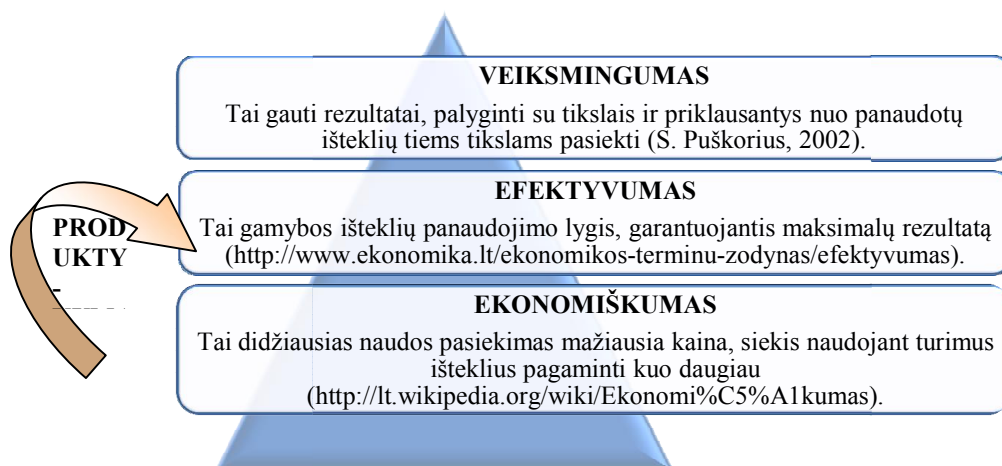 VEIKSMINGUMAS
Tai gauti rezultatai, palyginti su tikslais ir priklausantys nuo panaudotų
išteklių tiems tikslams pasiekti (S. Puškorius, 2002).
PROD
UKTY
-
EFEKTYVUMAS
Tai gamybos išteklių panaudojimo lygis, garantuojantis maksimalų rezultatą
(http://www.ekonomika.lt/ekonomikos-terminu-zodynas/efektyvumas).
EKONOMIŠKUMAS
Tai didžiausias naudos pasiekimas mažiausia kaina, siekis naudojant turimus
išteklius pagaminti kuo daugiau
(http://lt.wikipedia.org/wiki/Ekonomi%C5%A1kumas).